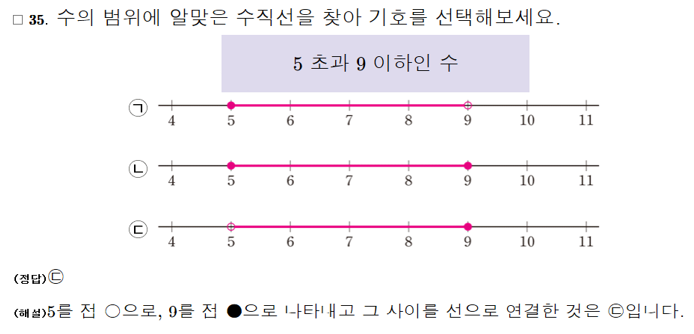 □ 35. 수의 범위에 알맞은 수직선을 찾아 기호를 선택해보세요.
5 초과 9 이하인 수
㉠ 4 5 6 7 8 9 10 11
㉡ 4 5 6 7 8 9 10 11
㉢ 4 5 6 7 8 9 10 11
(정답)㉢
(해설)5를 점 ○으로, 9를 점 ●으로 나타내고 그 사이를 선으로 연결한 것은 ㉢입니다.